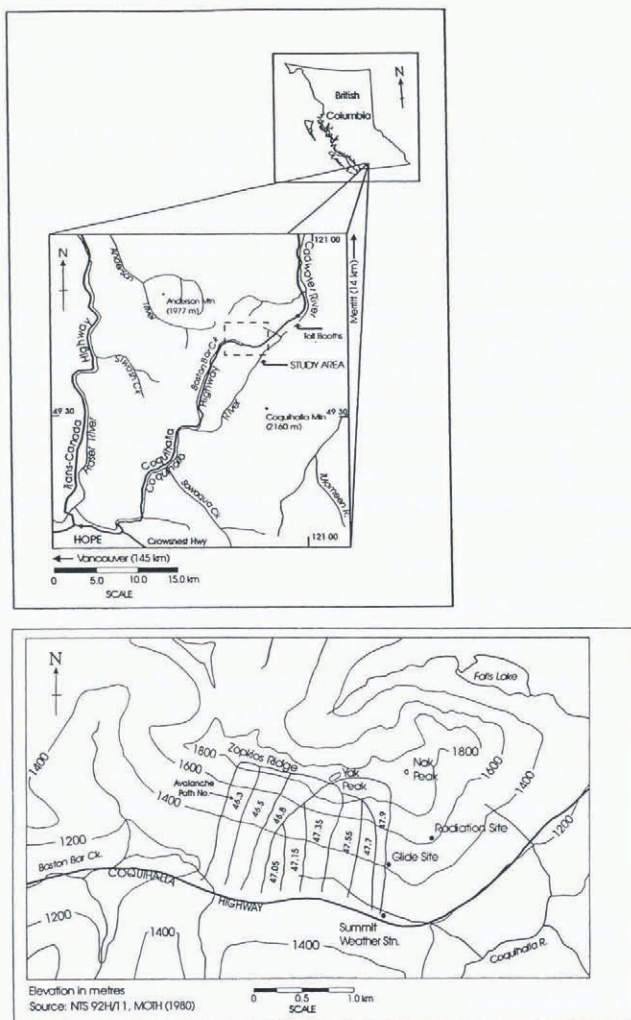 N
British
Columbia
N
121 00
Anderson
River
Anderson Mtn
(1977 m)
Coldwater River
Merritt (14 km)
Toll Booths
STUDY AREA
Trans-Canada
Highway
Fraser River
Siwash Ck
Boston Bar Ck
Highway
River
49 30
49 30
Coquihalla Mtn
(2160 m)
Coquihalla
Coquihalla
Sowaqua Ck
Tulameen R.
HOPE
Crowsnest Hwy
121 00
Vancouver (145 km)
0 5.0 10.0 15.0 km
SCALE
N
Falls Lake
1400
1800
Zopkios Ridge
1600
Yak
Peak
Nak
Peak
1800
1600
1400
Avalanche
Path No.
1400
46.3
46.5
46.8
47.05
47.15
47.35
47.55
47.7
47.9
Radiation Site
1200
1200
Glide Site
Boston Bar Ck.
COQUIHALLA
HIGHWAY
Summit
Weather Stn.
1200
1400
1400
Coquihalla R.
Elevation in metres
Source: NTS 92H/11, MOTH (1980)
0 0.5 1.0 km
SCALE